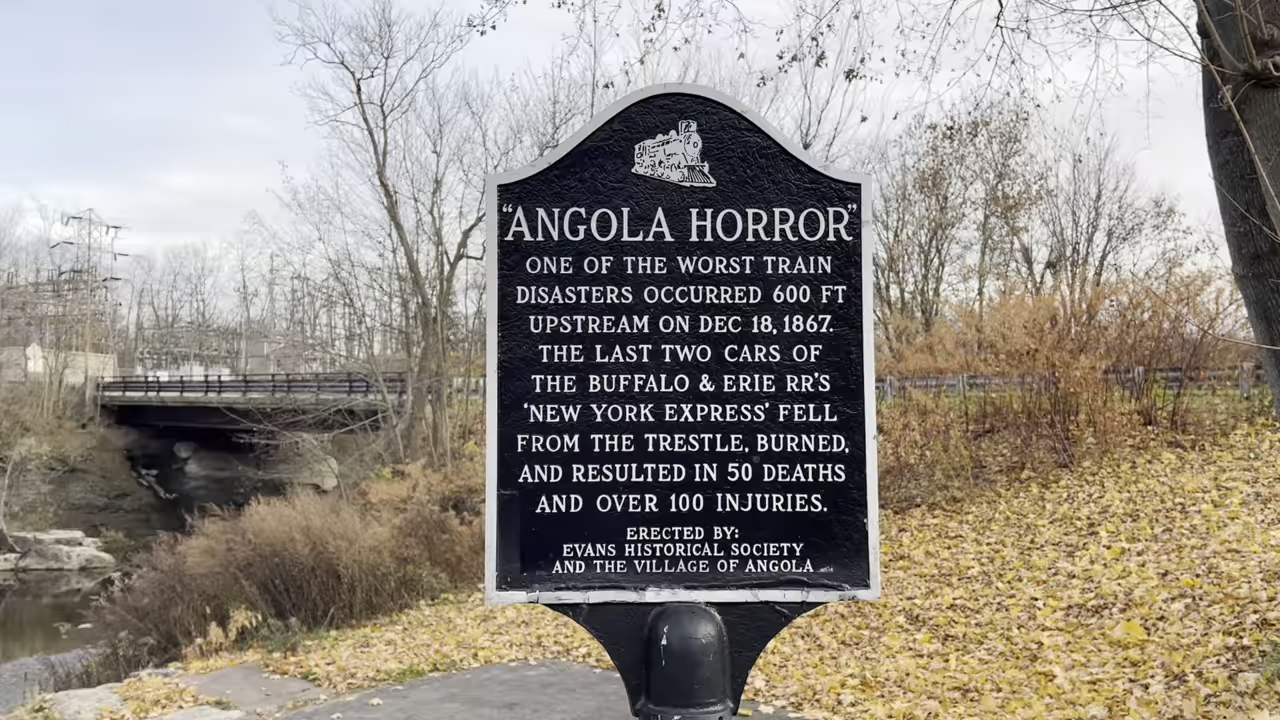 "ANGOLA HORROR"
ONE OF THE WORST TRAIN
DISASTERS OCCURRED 600 FT
UPSTREAM ON DEC 18, 1867.
THE LAST TWO CARS OF
THE BUFFALO & ERIE RR'S
'NEW YORK EXPRESS' FELL
FROM THE TRESTLE, BURNED,
AND RESULTED IN 50 DEATHS
AND OVER 100 INJURIES.
ERECTED BY:
EVANS HISTORICAL SOCIETY
AND THE VILLAGE OF ANGOLA